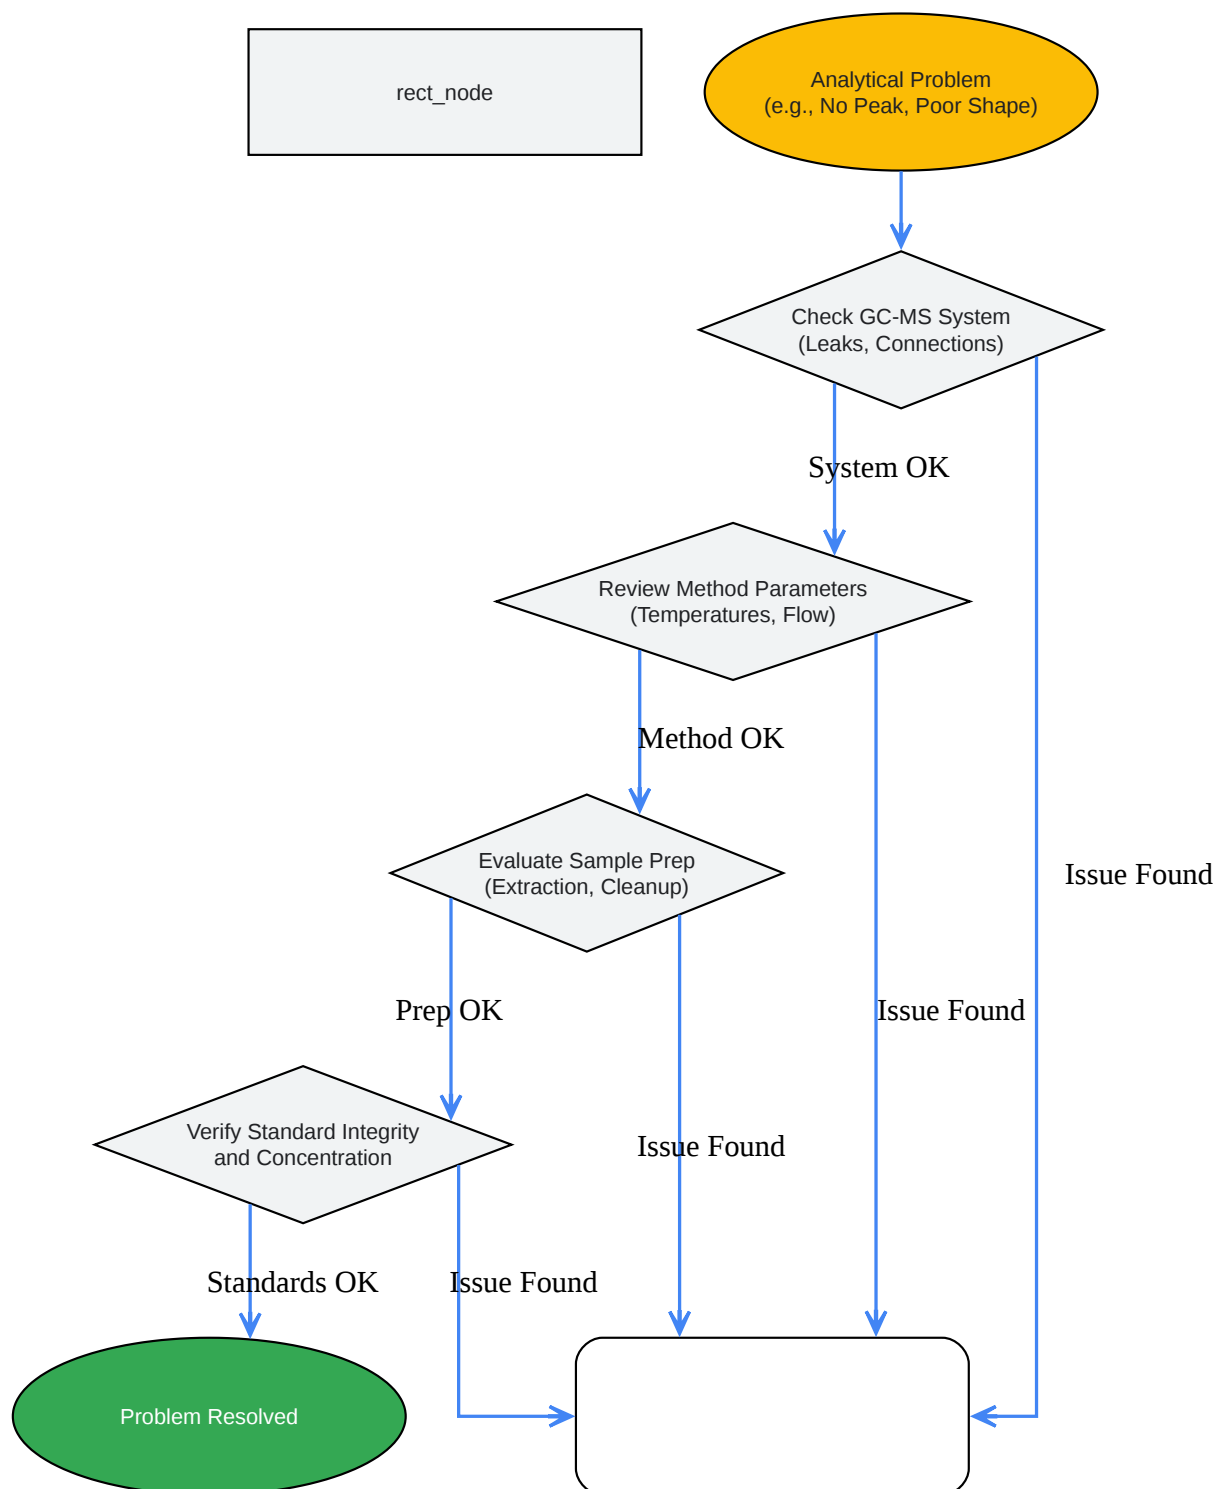 rect_node
Analytical Problem
(e.g., No Peak, Poor Shape)
Check GC-MS System
(Leaks, Connections)
System OK
Review Method Parameters
(Temperatures, Flow)
Method OK
Evaluate Sample Prep
(Extraction, Cleanup)
Issue Found
Prep OK
Issue Found
Verify Standard Integrity
and Concentration
Issue Found
Standards OK
Issue Found
Problem Resolved